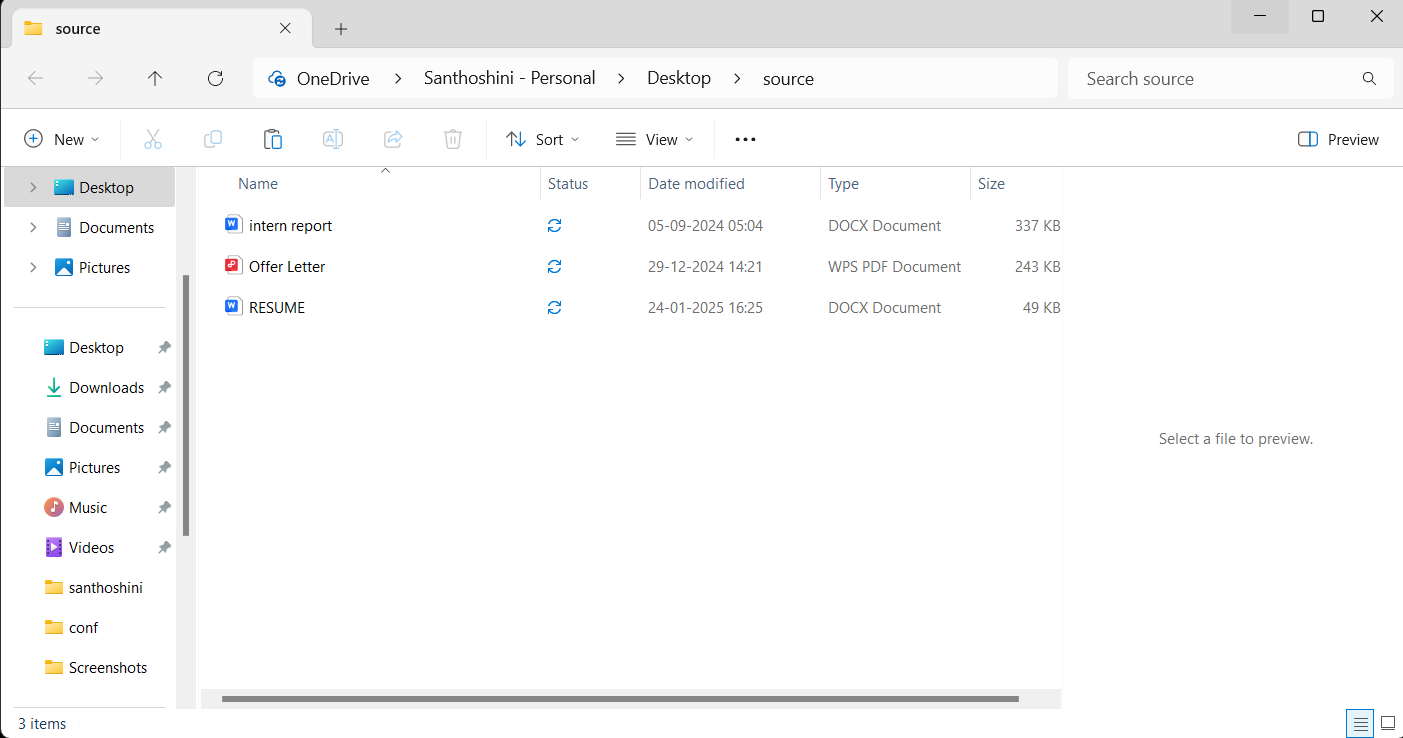 source
OneDrive > Santhoshini - Personal > Desktop > source
Search source
New
Sort
View
Preview
Desktop
Documents
Pictures
Desktop
Downloads
Documents
Pictures
Music
Videos
santhoshini
conf
Screenshots
Name Status Date modified Type Size
intern report 05-09-2024 05:04 DOCX Document 337 KB
Offer Letter 29-12-2024 14:21 WPS PDF Document 243 KB
RESUME 24-01-2025 16:25 DOCX Document 49 KB
Select a file to preview.
3 items